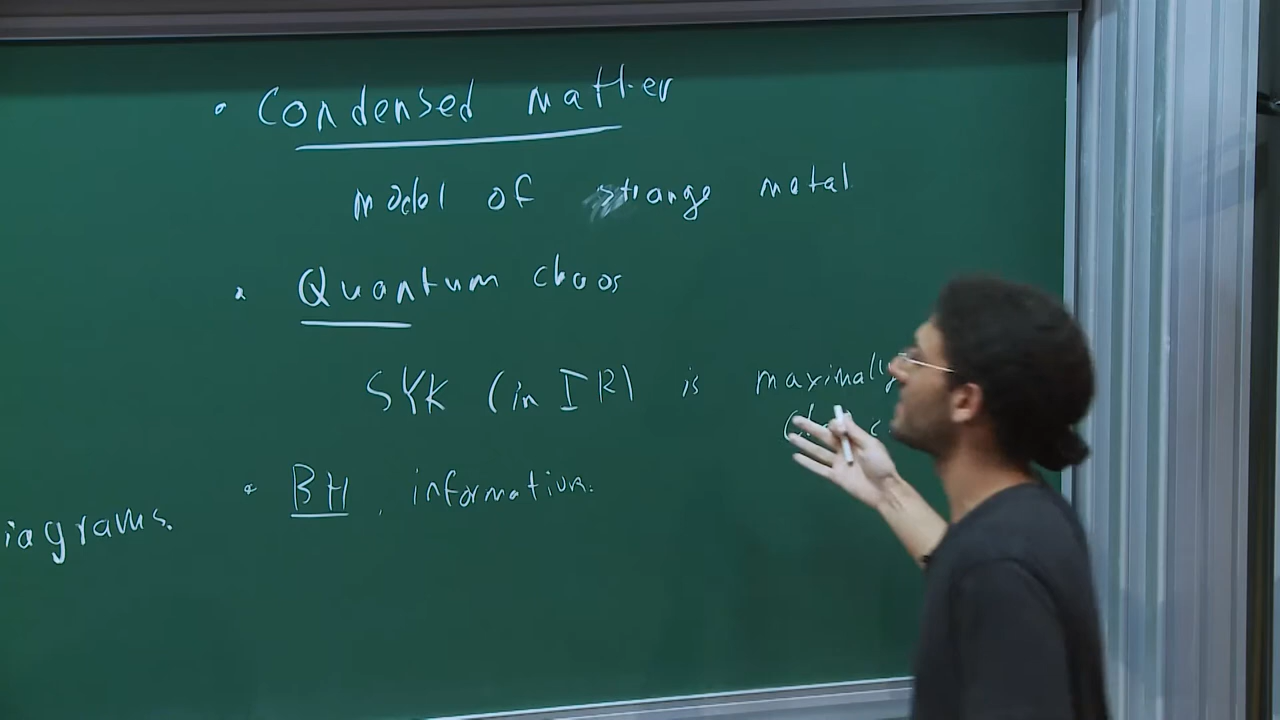 • Condensed matter
model of strange metal
• Quantum chaos
SYK (in IR) is maximally
• BH, information.
iagrams.